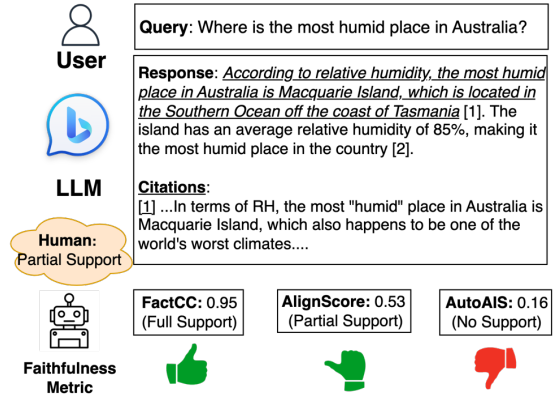 User
Query: Where is the most humid place in Australia?
Response: According to relative humidity, the most humid
place in Australia is Macquarie Island, which is located in
the Southern Ocean off the coast of Tasmania [1]. The
island has an average relative humidity of 85%, making it
the most humid place in the country [2].
LLM
Citations:
[1] ...In terms of RH, the most "humid" place in Australia is
Macquarie Island, which also happens to be one of the
world's worst climates....
Human:
Partial Support
Faithfulness
Metric
FactCC: 0.95
(Full Support)
AlignScore: 0.53
(Partial Support)
AutoAIS: 0.16
(No Support)